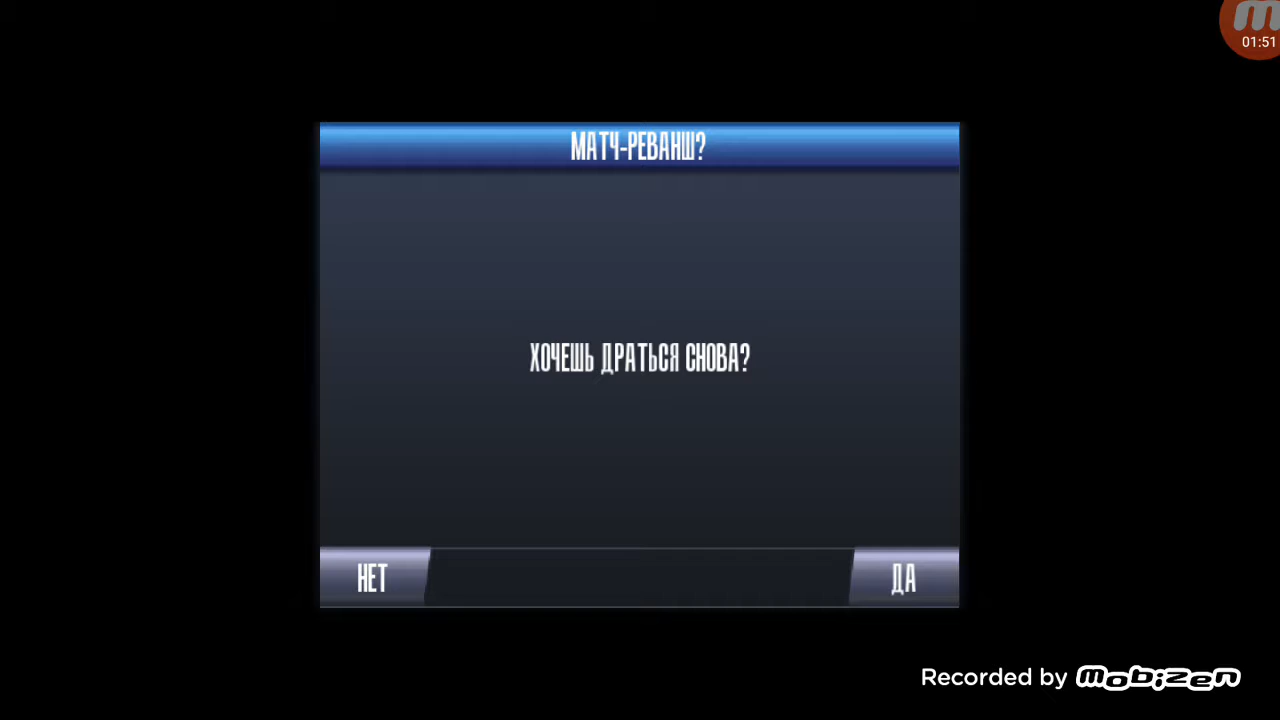 01:51
МАТЧ-РЕВАНШ?
ХОЧЕШЬ ДРАТЬСЯ СНОВА?
НЕТ
ДА
Recorded by mobizen